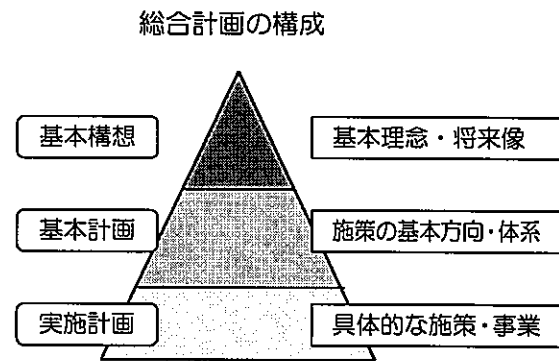 総合計画の構成
基本構想
基本理念・将来像
基本計画
施策の基本方向・体系
実施計画
具体的な施策・事業